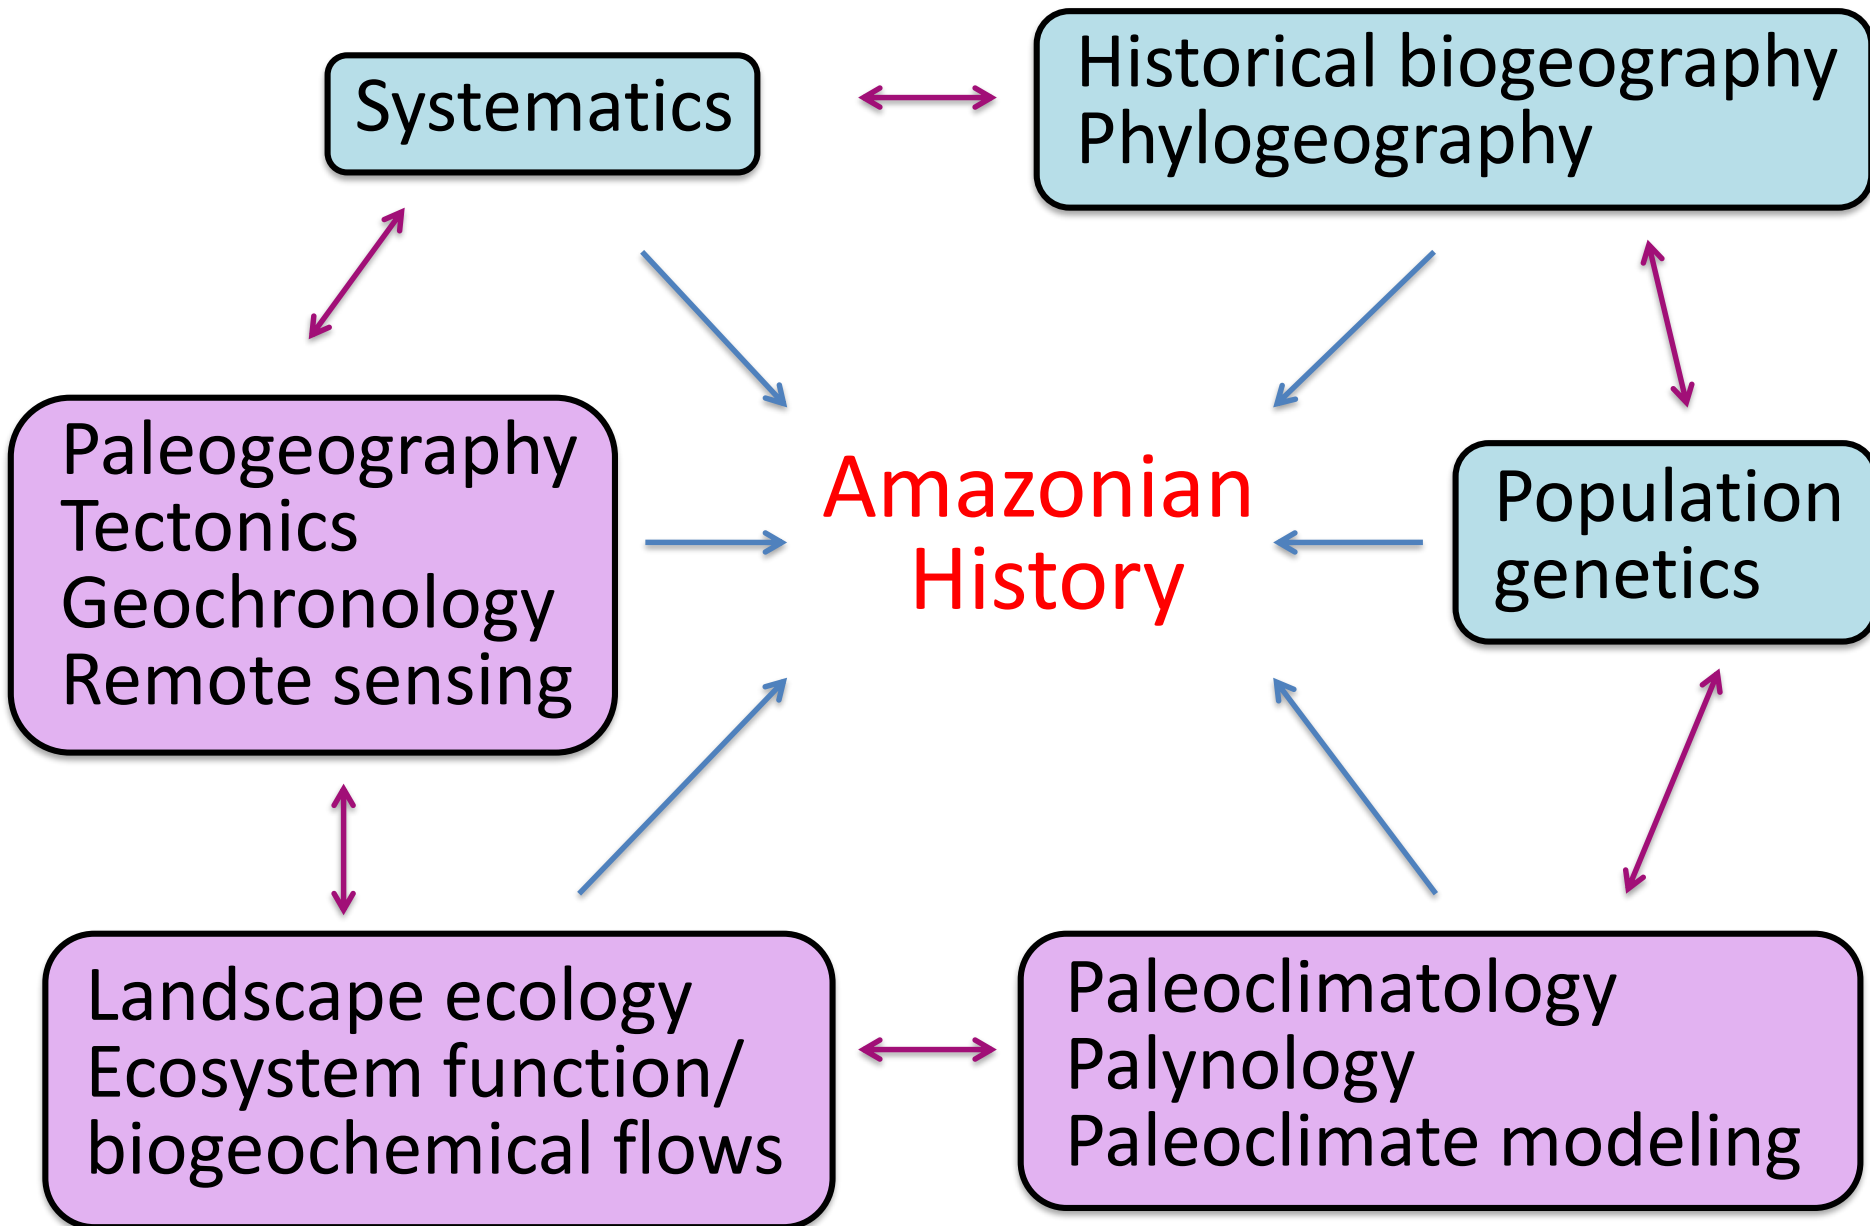 Systematics
Historical biogeography
Phylogeography
Paleogeography
Tectonics
Geochronology
Remote sensing
Amazonian
History
Population
genetics
Landscape ecology
Ecosystem function/
biogeochemical flows
Paleoclimatology
Palynology
Paleoclimate modeling